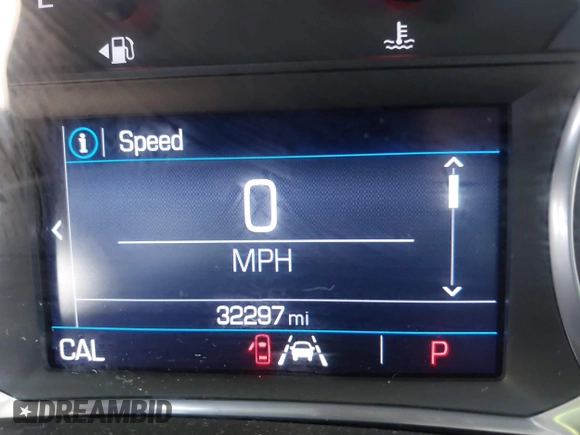 E
Speed
0
MPH
32297 mi
CAL P
DREAMBID